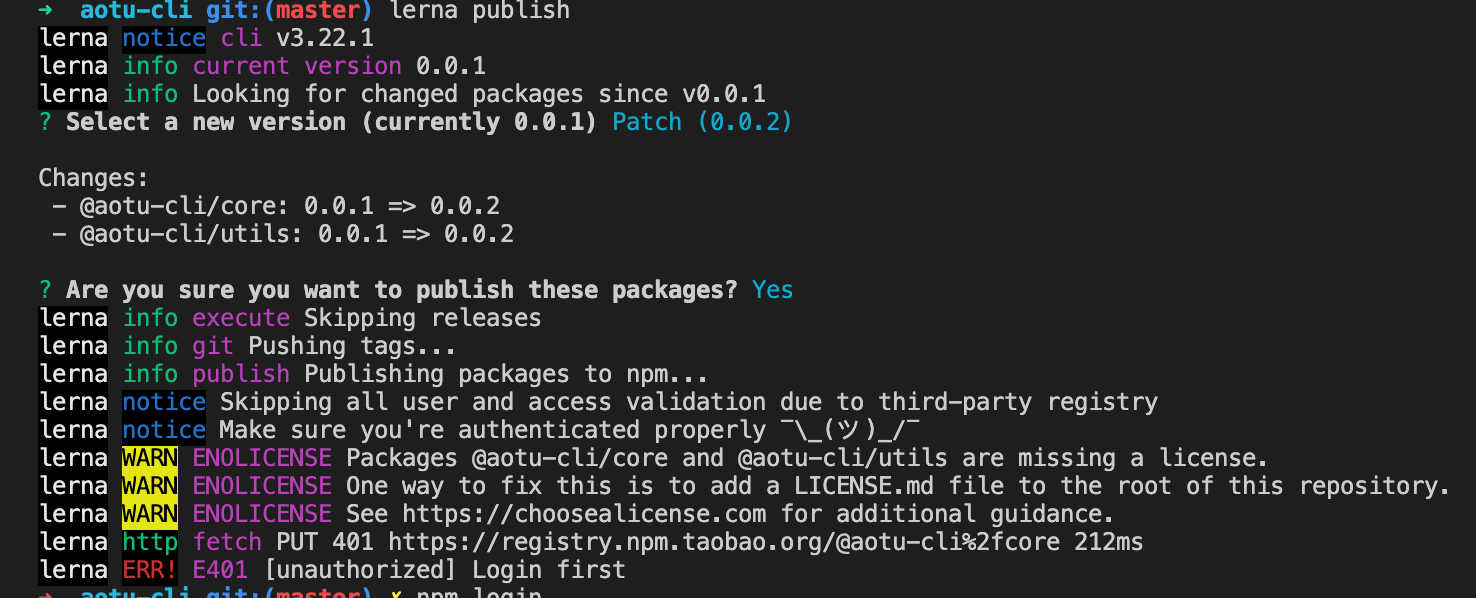 → aotu-cli git:(master) lerna publish
lerna notice cli v3.22.1
lerna info current version 0.0.1
lerna info Looking for changed packages since v0.0.1
? Select a new version (currently 0.0.1) Patch (0.0.2)
Changes:
- @aotu-cli/core: 0.0.1 => 0.0.2
- @aotu-cli/utils: 0.0.1 => 0.0.2
? Are you sure you want to publish these packages? Yes
lerna info execute Skipping releases
lerna info git Pushing tags...
lerna info publish Publishing packages to npm...
lerna notice Skipping all user and access validation due to third-party registry
lerna notice Make sure you're authenticated properly ¯\_(ツ)_/¯
lerna WARN ENOLICENSE Packages @aotu-cli/core and @aotu-cli/utils are missing a license.
lerna WARN ENOLICENSE One way to fix this is to add a LICENSE.md file to the root of this repository.
lerna WARN ENOLICENSE See https://choosealicense.com for additional guidance.
lerna http fetch PUT 401 https://registry.npm.taobao.org/@aotu-cli%2fcore 212ms
lerna ERR! E401 [unauthorized] Login first
→ aotu-cli git:(master) ✗ npm login